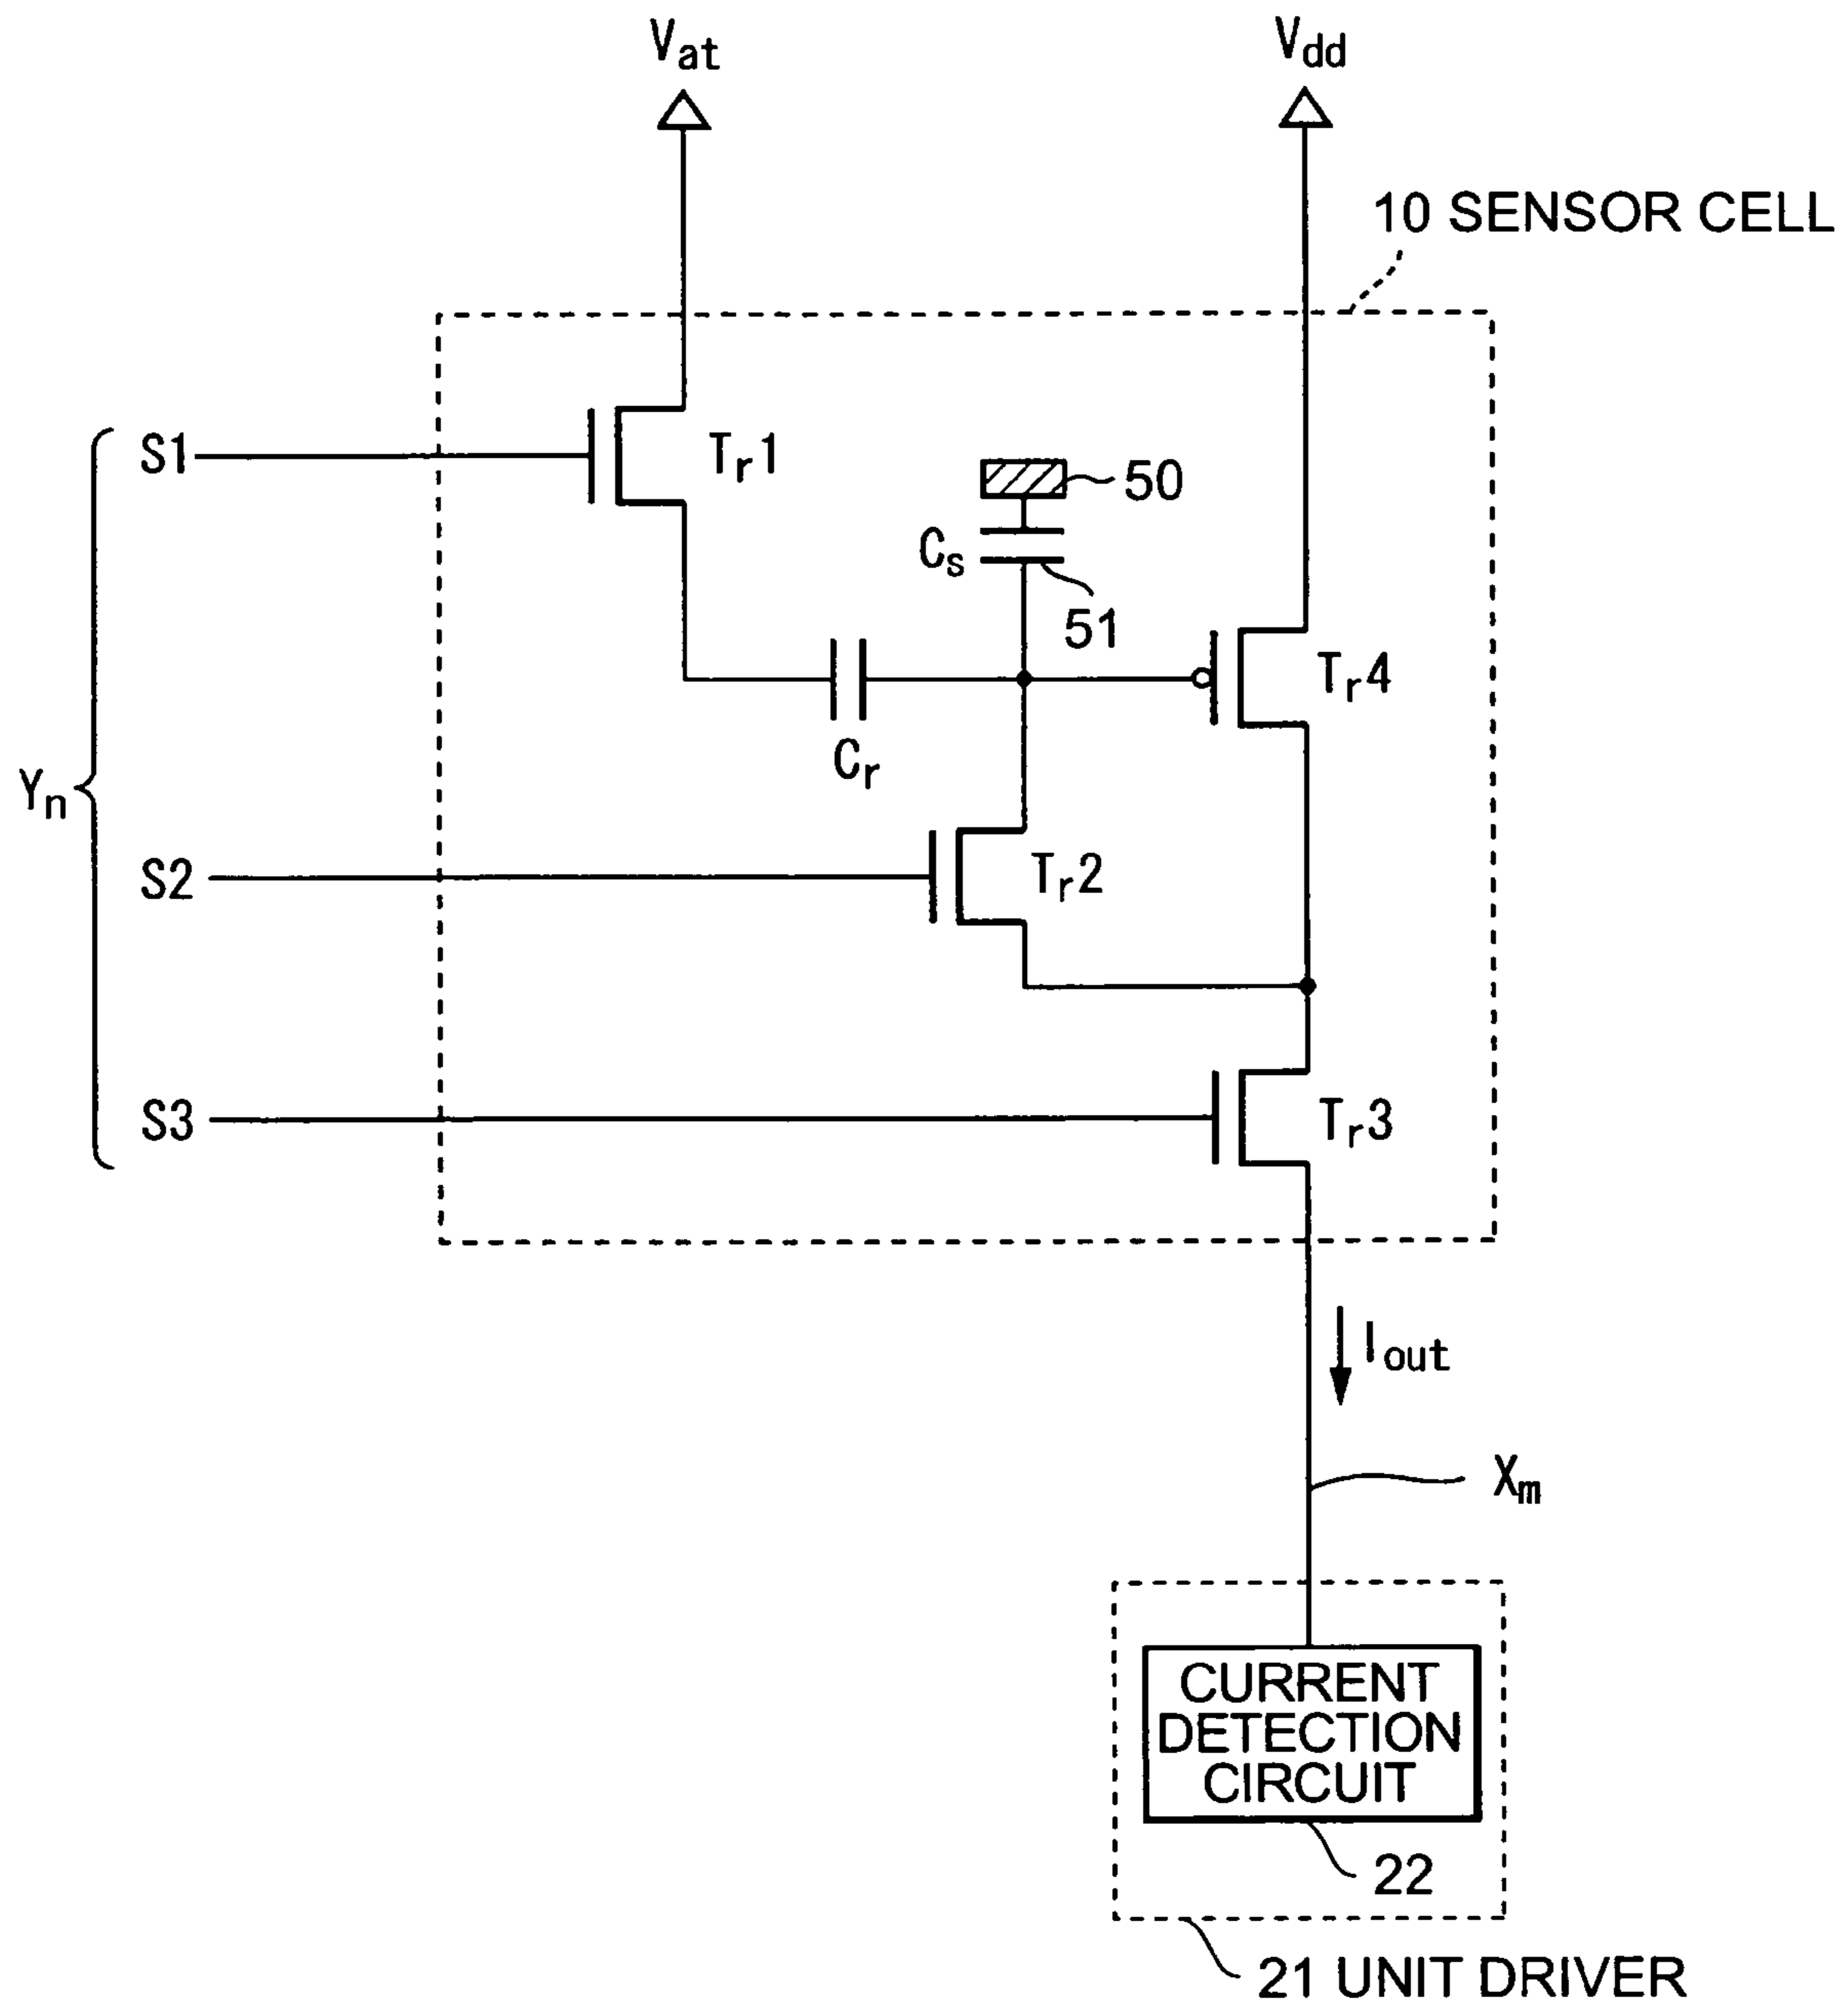 Vat
Vdd
10 SENSOR CELL
S1
Tr1
50
Cs
51
Tr4
Cr
Yn
S2
Tr2
S3
Tr3
Iout
Xm
CURRENT
DETECTION
CIRCUIT
22
21 UNIT DRIVER